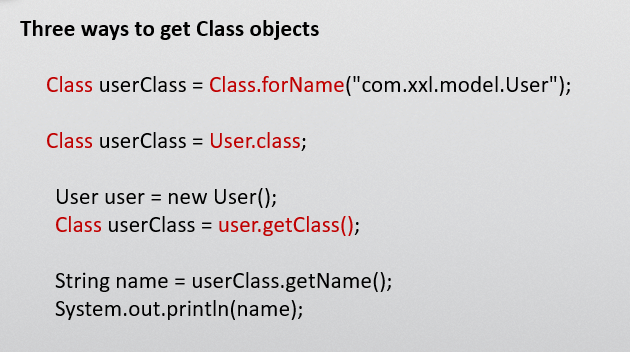 Three ways to get Class objects
Class userClass = Class.forName("com.xxl.model.User");
Class userClass = User.class;
User user = new User();
Class userClass = user.getClass();
String name = userClass.getName();
System.out.println(name);